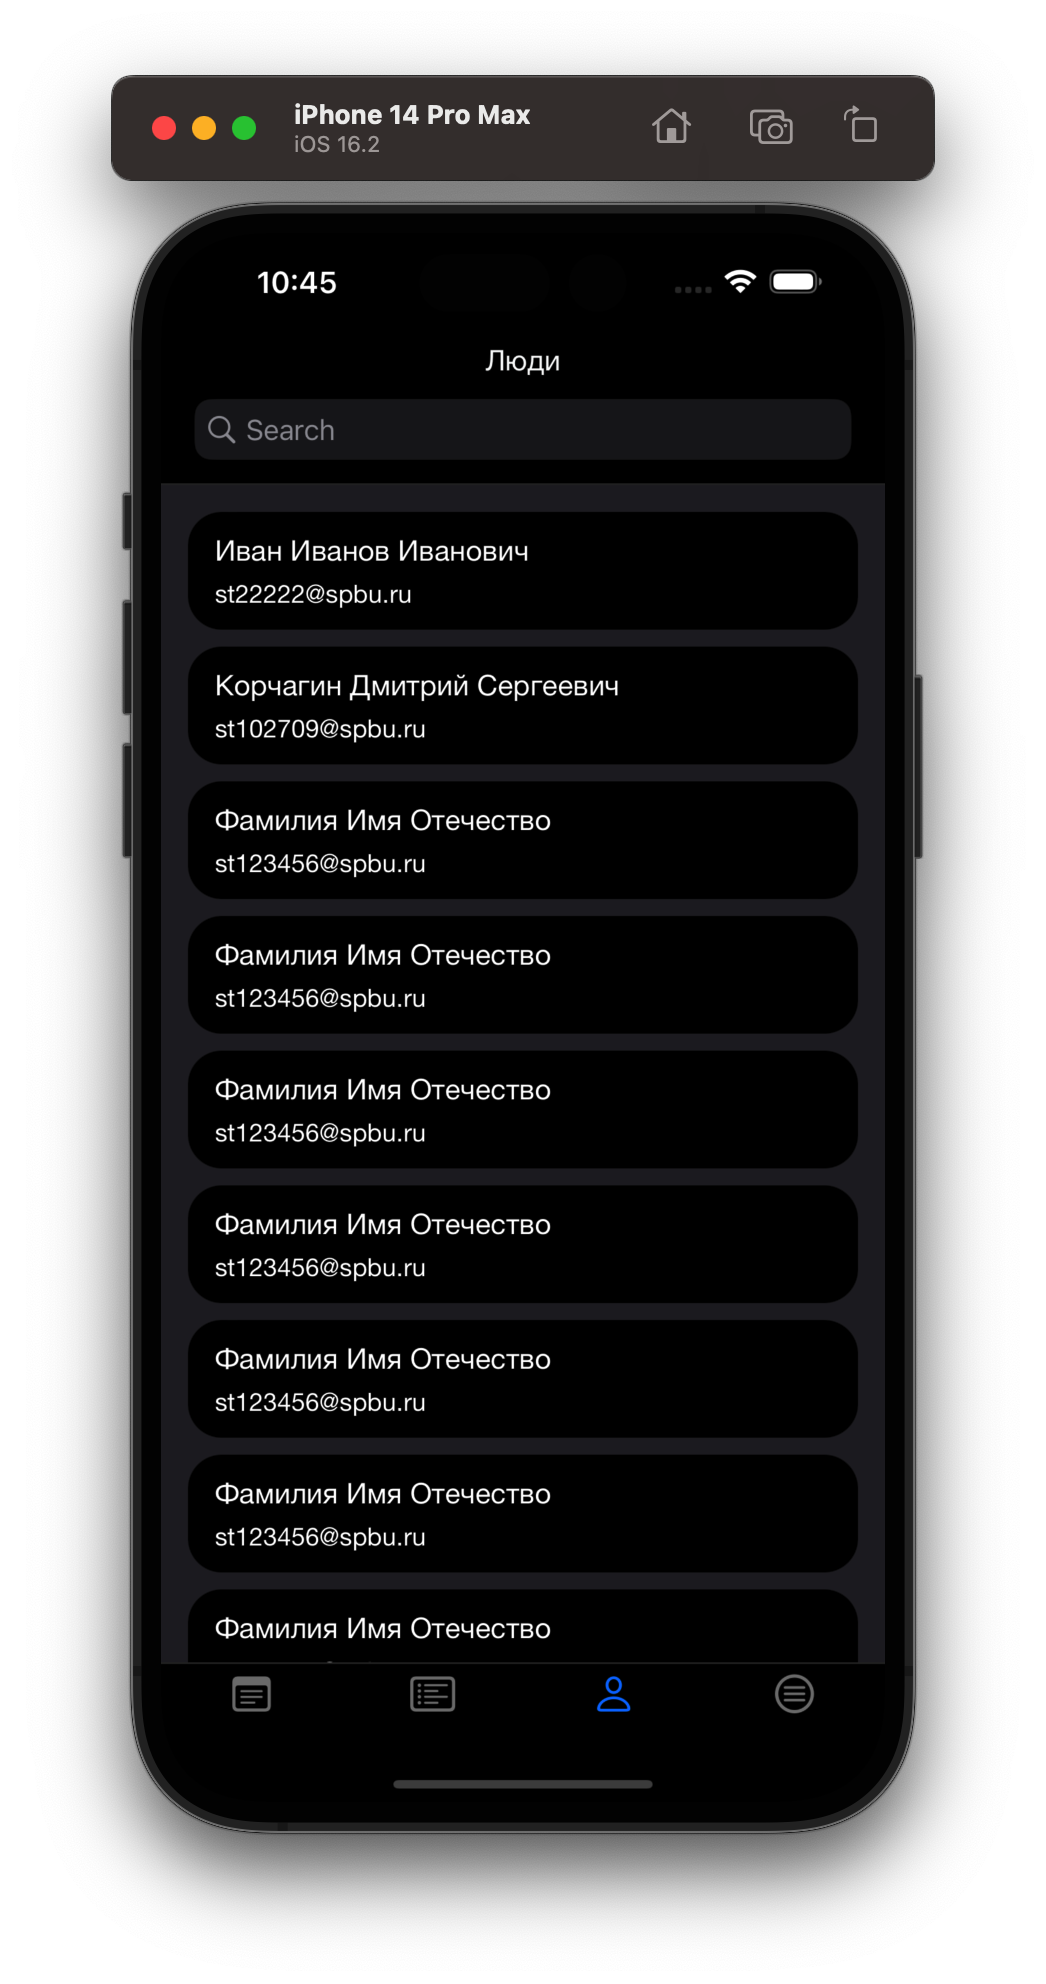 iPhone 14 Pro Max
iOS 16.2
10:45
Люди
Search
Иван Иванов Иванович
st22222@spbu.ru
Корчагин Дмитрий Сергеевич
st102709@spbu.ru
Фамилия Имя Отечество
st123456@spbu.ru
Фамилия Имя Отечество
st123456@spbu.ru
Фамилия Имя Отечество
st123456@spbu.ru
Фамилия Имя Отечество
st123456@spbu.ru
Фамилия Имя Отечество
st123456@spbu.ru
Фамилия Имя Отечество
st123456@spbu.ru
Фамилия Имя Отечество